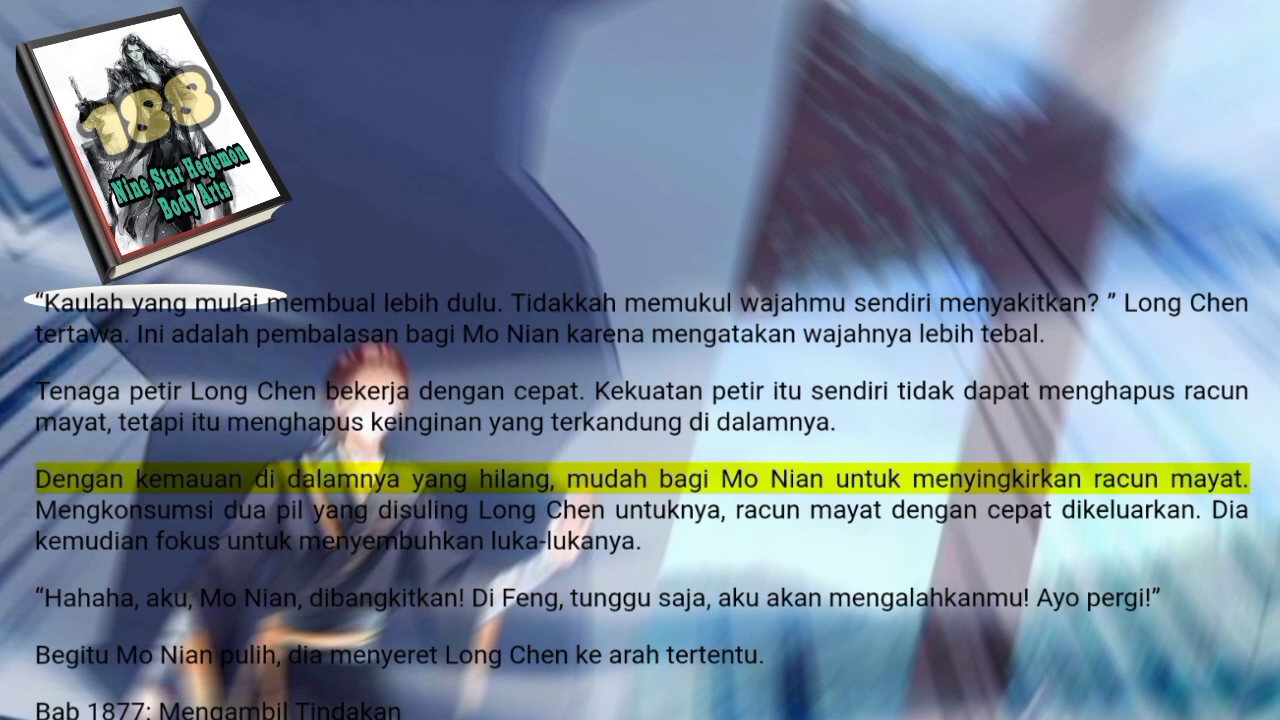 188
Nine Star Hegemon
Body Arts
“Kaulah yang mulai membual lebih dulu. Tidakkah memukul wajahmu sendiri menyakitkan? ” Long Chen
tertawa. Ini adalah pembalasan bagi Mo Nian karena mengatakan wajahnya lebih tebal.
Tenaga petir Long Chen bekerja dengan cepat. Kekuatan petir itu sendiri tidak dapat menghapus racun
mayat, tetapi itu menghapus keinginan yang terkandung di dalamnya.
Dengan kemauan di dalamnya yang hilang, mudah bagi Mo Nian untuk menyingkirkan racun mayat.
Mengkonsumsi dua pil yang disuling Long Chen untuknya, racun mayat dengan cepat dikeluarkan. Dia
kemudian fokus untuk menyembuhkan luka-lukanya.
“Hahaha, aku, Mo Nian, dibangkitkan! Di Feng, tunggu saja, aku akan mengalahkanmu! Ayo pergi!”
Begitu Mo Nian pulih, dia menyeret Long Chen ke arah tertentu.
Bab 1877: Mengambil Tindakan